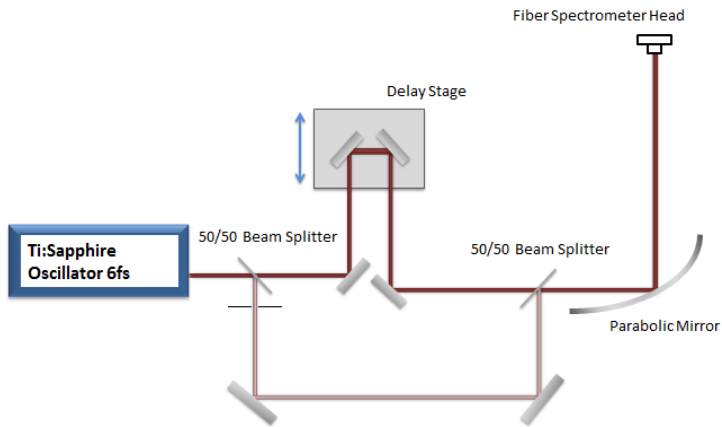 Fiber Spectrometer Head
Delay Stage
50/50 Beam Splitter
50/50 Beam Splitter
Ti:Sapphire
Oscillator 6fs
Parabolic Mirror